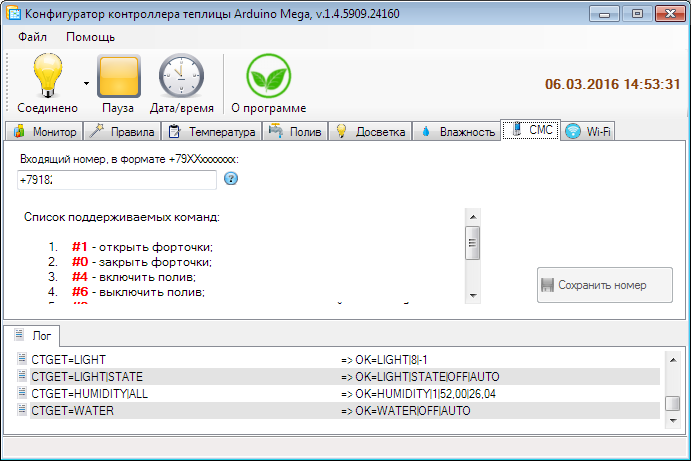 Конфигуратор контроллера теплицы Arduino Mega, v.1.4.5909.24160
Файл Помощь
Соединено Пауза Дата/время О программе
06.03.2016 14:53:31
Монитор Правила Температура Полив Досветка Влажность СМС Wi-Fi
Входящий номер, в формате +79XXxxxxxxx:
+79182
Список поддерживаемых команд:
1. #1 - открыть форточки;
2. #0 - закрыть форточки;
3. #4 - включить полив;
4. #6 - выключить полив;
Сохранить номер
Лог
CTGET=LIGHT => OK=LIGHT|8|-1
CTGET=LIGHT|STATE => OK=LIGHT|STATE|OFF|AUTO
CTGET=HUMIDITY|ALL => OK=HUMIDITY|1|52,00|26,04
CTGET=WATER => OK=WATER|OFF|AUTO